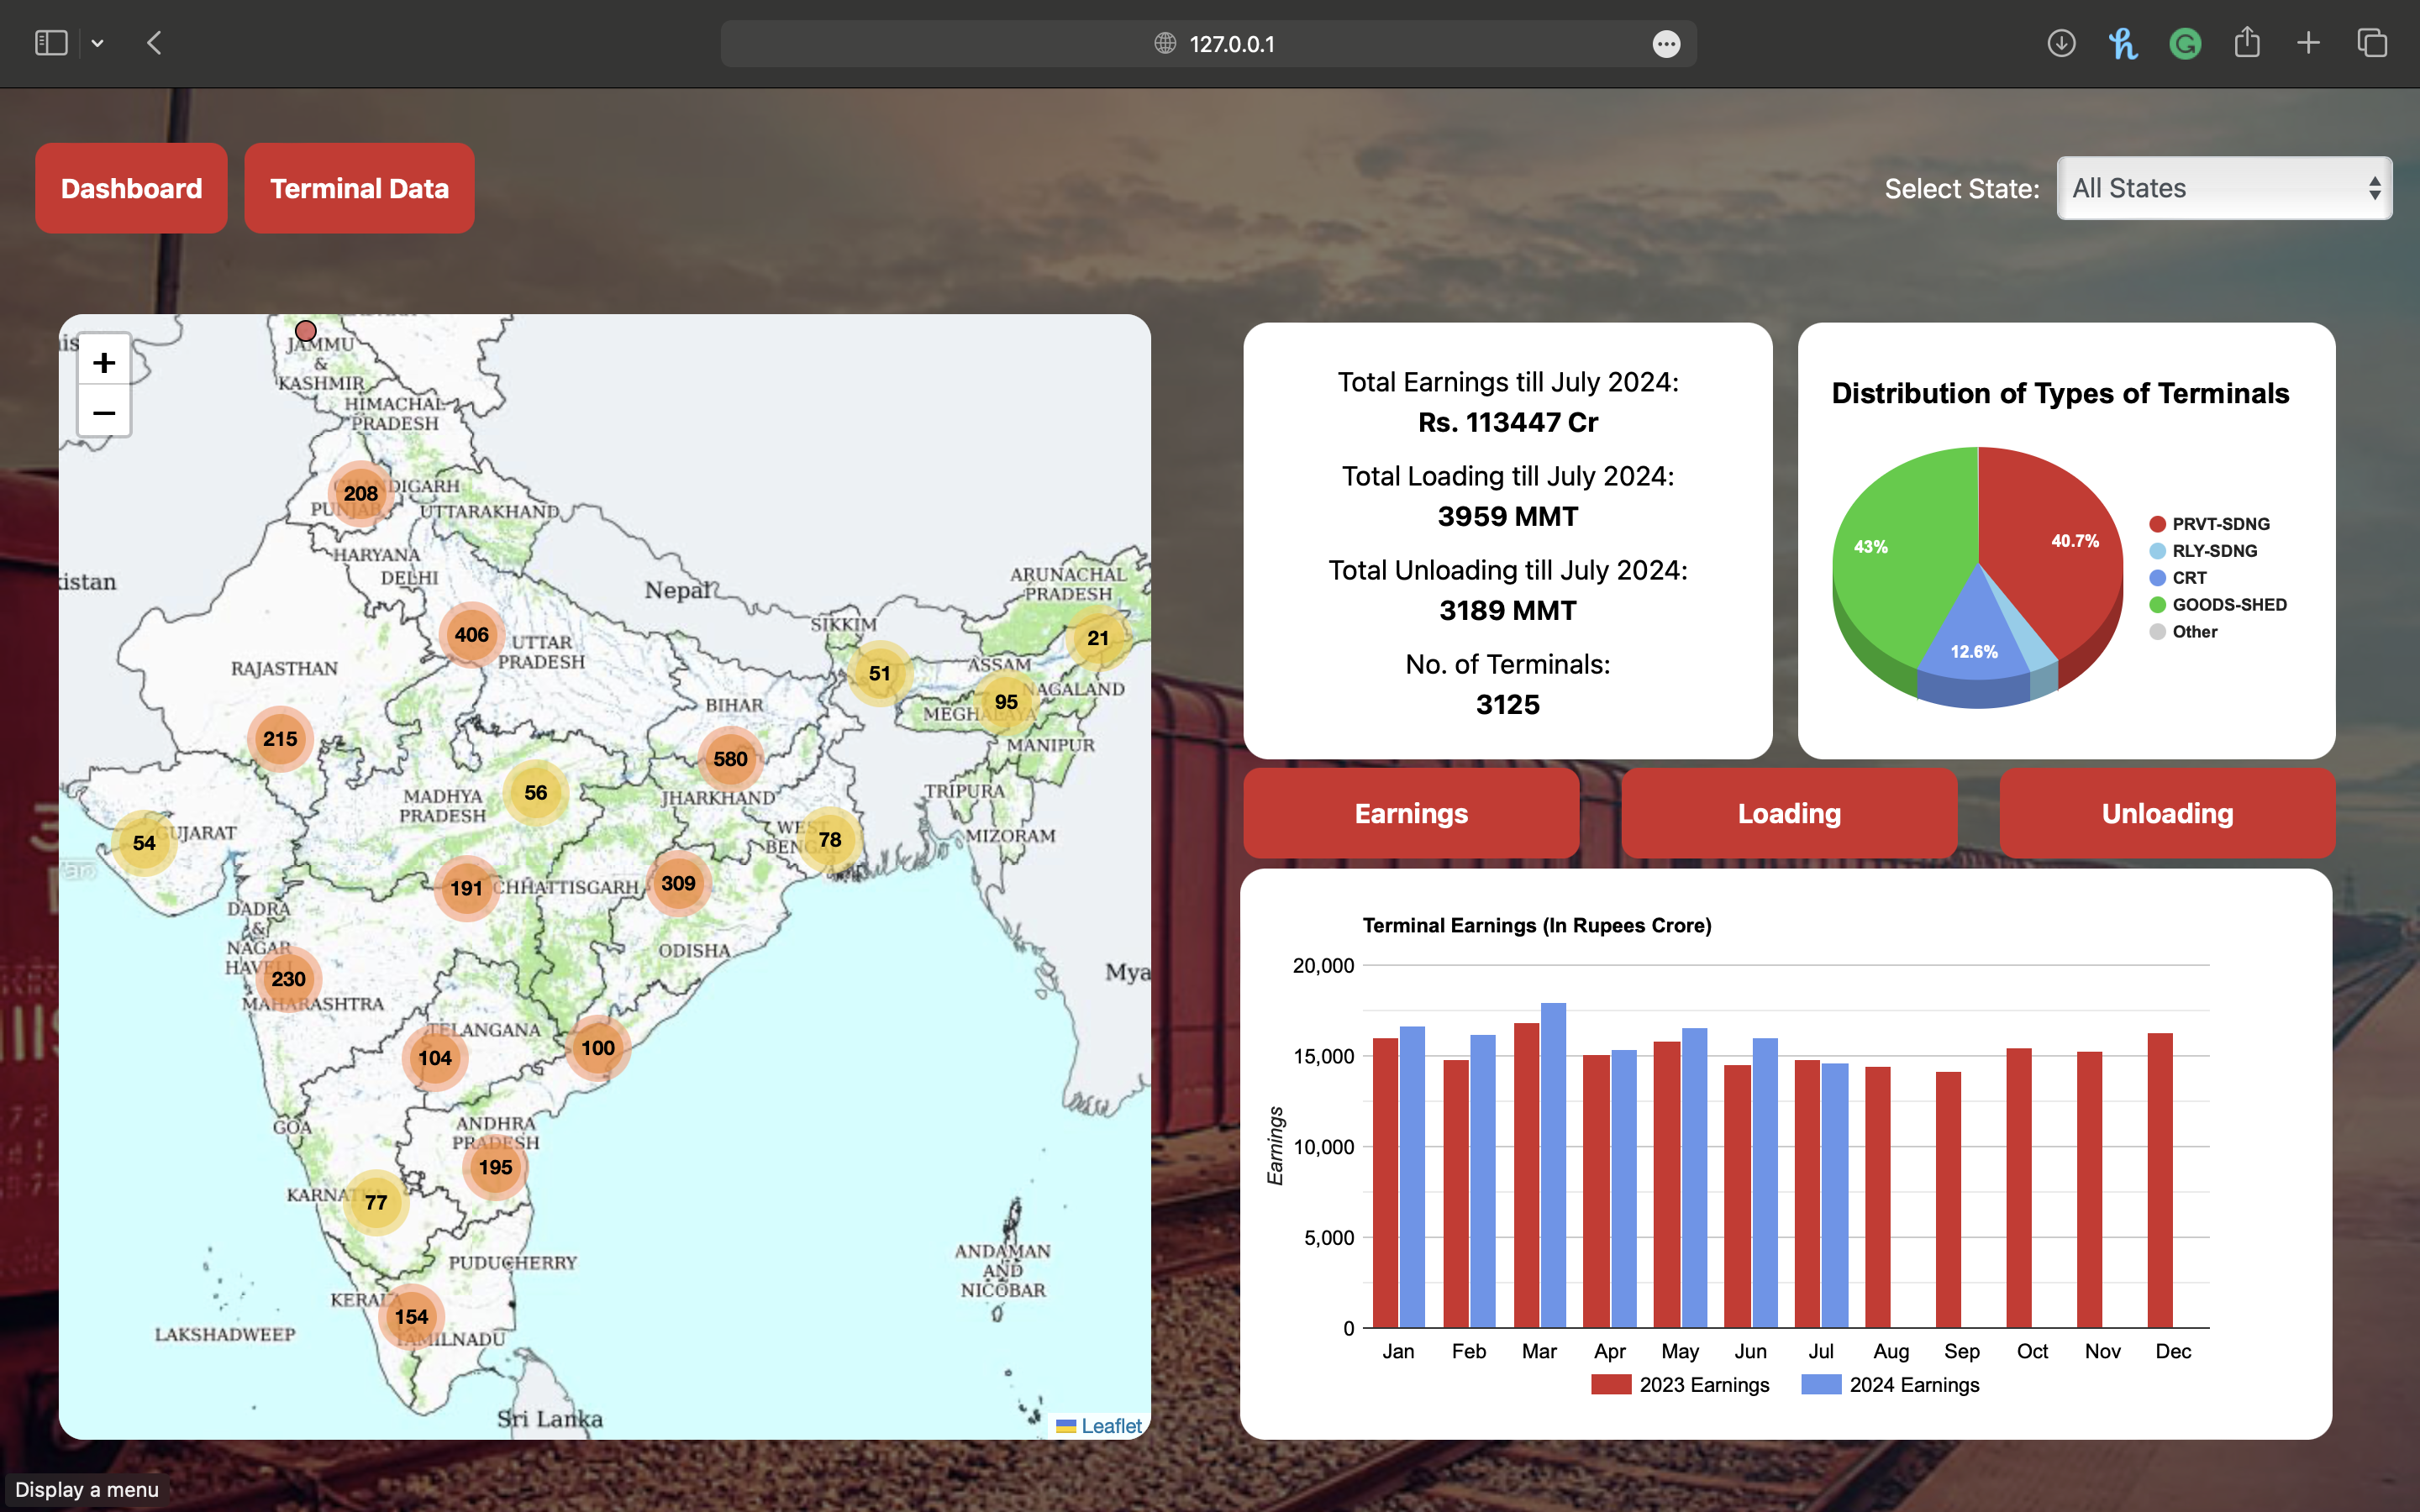 127.0.0.1
Dashboard
Terminal Data
Select State:
All States
JAMMU
&
KASHMIR
HIMACHAL
PRADESH
208
CHANDIGARH
PUNJAB
UTTARAKHAND
HARYANA
DELHI
istan
Nepal
ARUNACHAL
PRADESH
SIKKIM
406
UTTAR
PRADESH
21
RAJASTHAN
51
ASSAM
NAGALAND
95
MEGHALAYA
BIHAR
215
MANIPUR
580
56
TRIPURA
MADHYA
PRADESH
JHARKHAND
54
GUJARAT
WEST
BENGAL
78
MIZORAM
191
CHHATTISGARH
309
DADRA
&
NAGAR
HAVELI
ODISHA
230
Mya
MAHARASHTRA
TELANGANA
104
100
GOA
ANDHRA
PRADESH
195
KARNAT
77
PUDUCHERRY
ANDAMAN
AND
NICOBAR
KERALA
154
LAKSHADWEEP
TAMILNADU
Sri Lanka
Leaflet
+
−
Total Earnings till July 2024:
Rs. 113447 Cr
Total Loading till July 2024:
3959 MMT
Total Unloading till July 2024:
3189 MMT
No. of Terminals:
3125
Distribution of Types of Terminals
43%
40.7%
12.6%
PRVT-SDNG
RLY-SDNG
CRT
GOODS-SHED
Other
Earnings
Loading
Unloading
Terminal Earnings (In Rupees Crore)
20,000
15,000
10,000
5,000
0
Earnings
Jan Feb Mar Apr May Jun Jul Aug Sep Oct Nov Dec
2023 Earnings
2024 Earnings
Display a menu